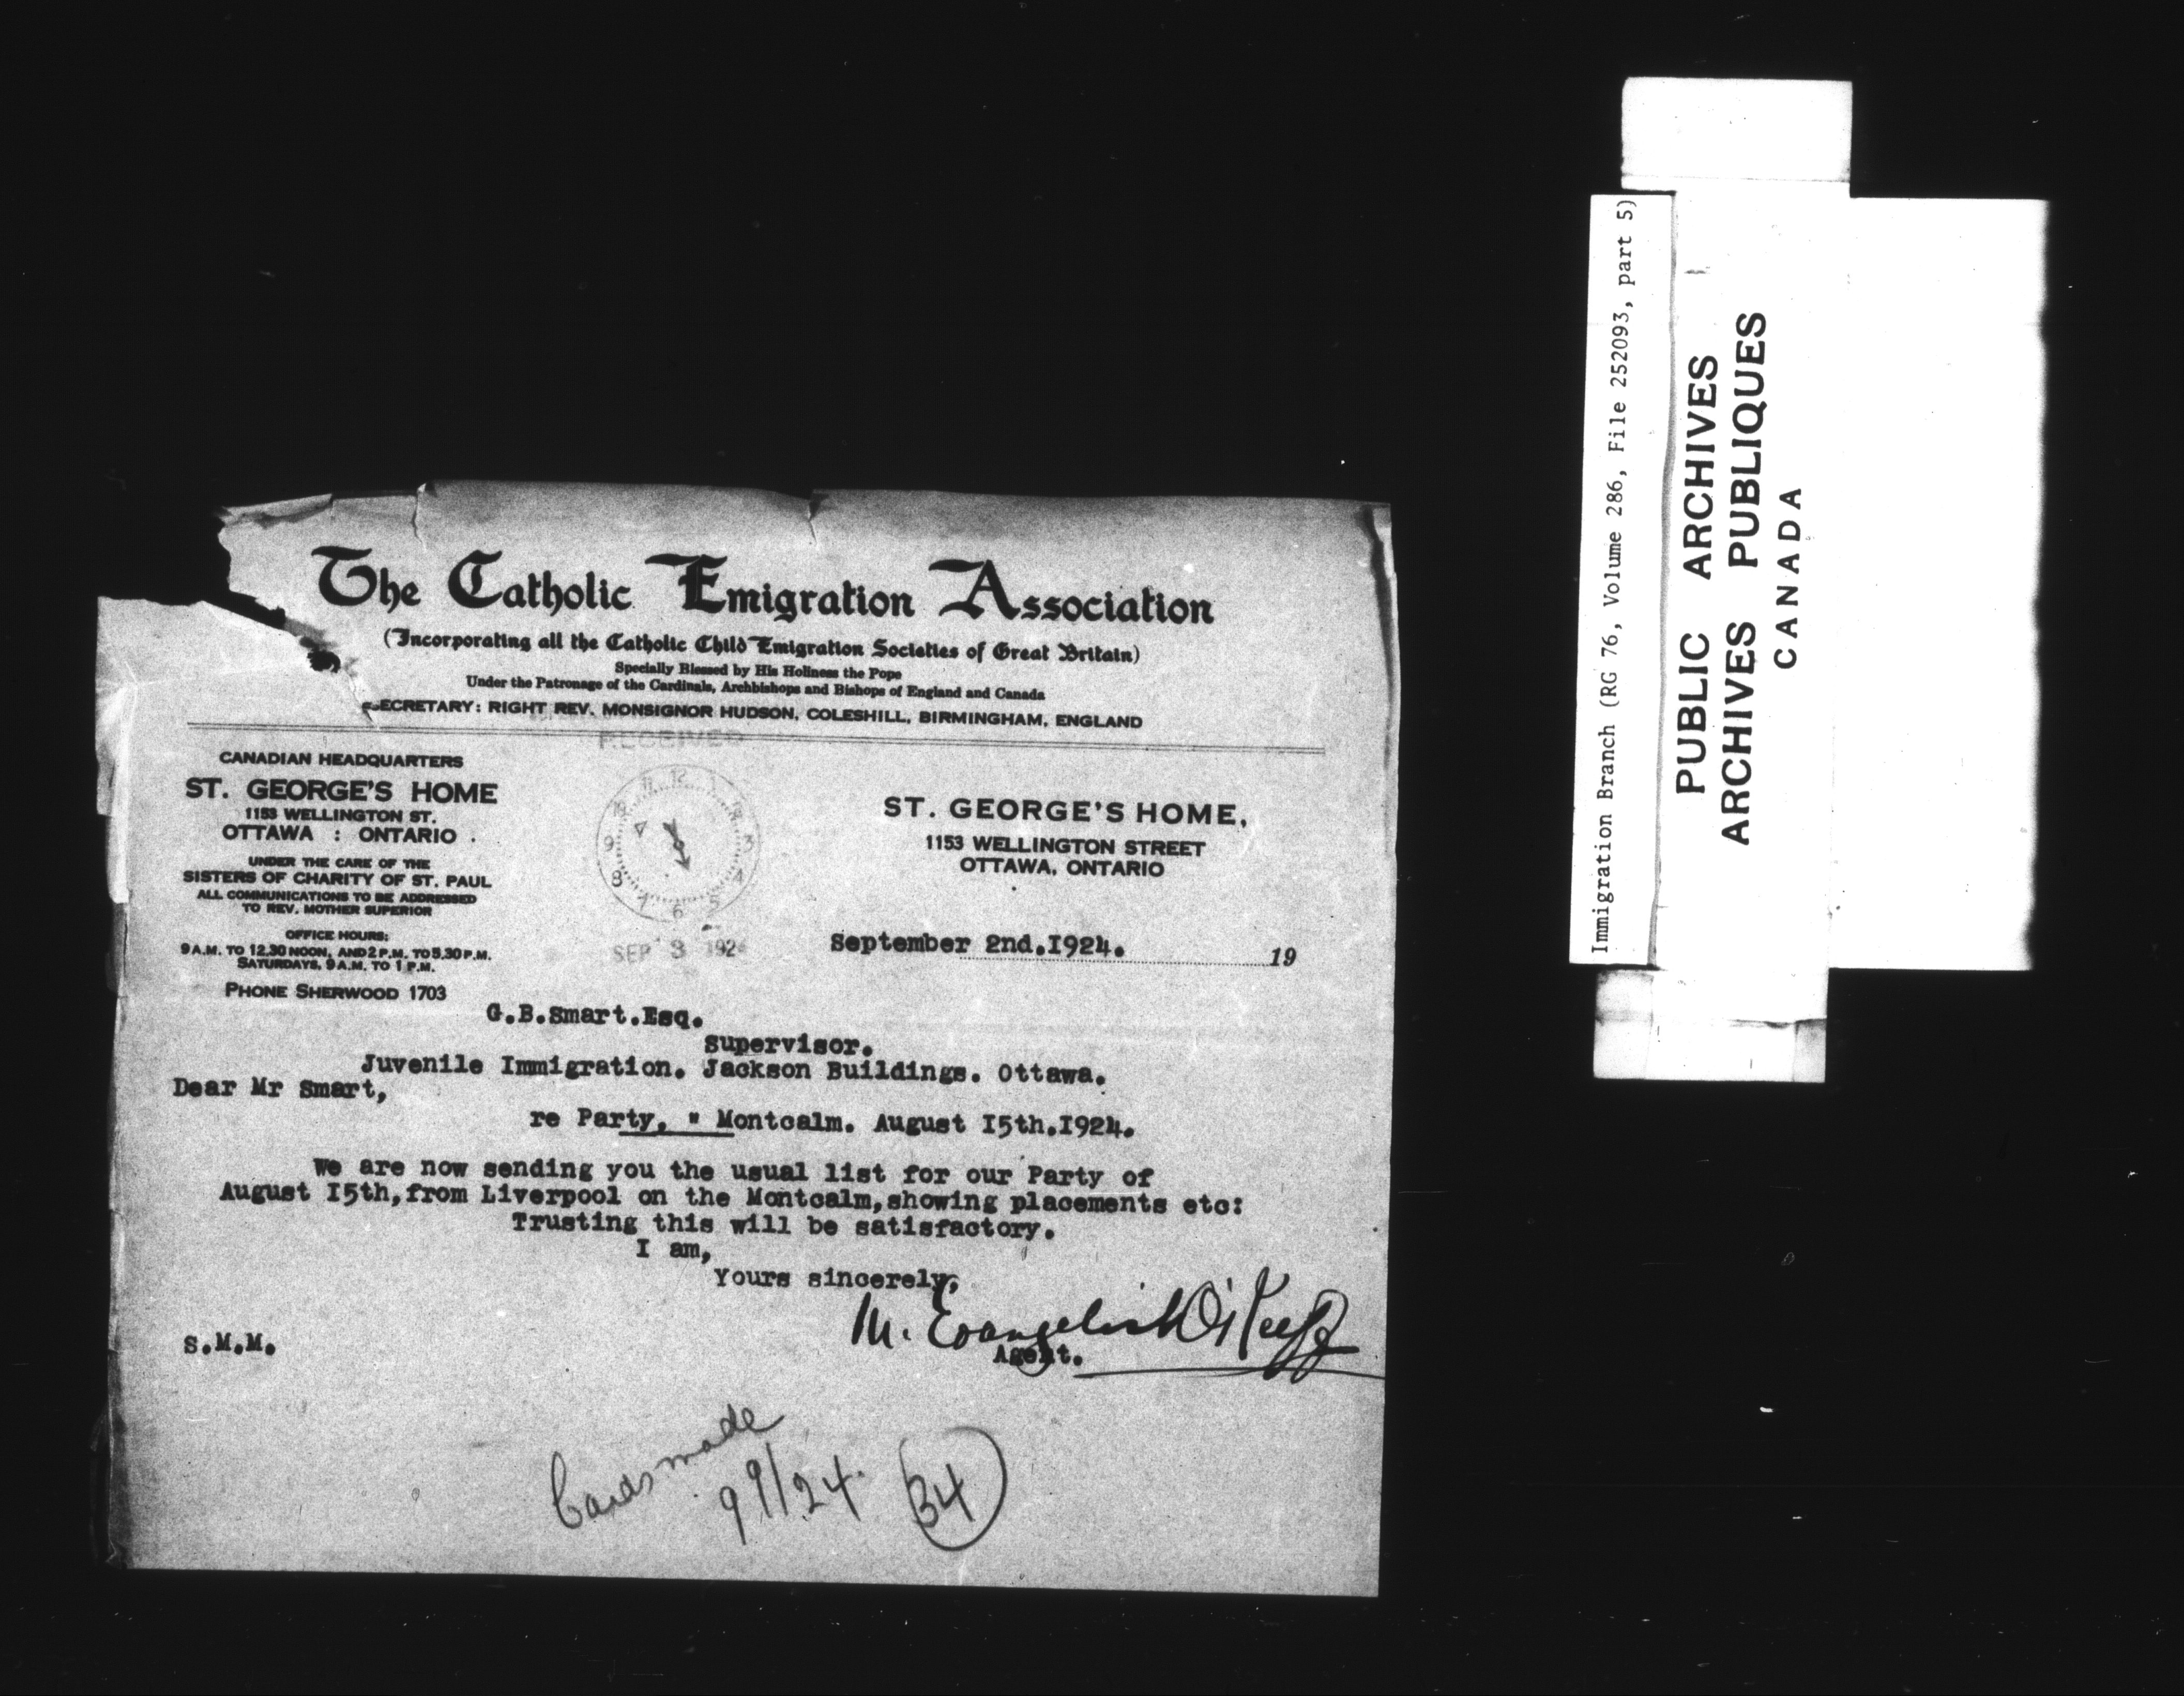 The Catholic Emigration Association
(Incorporating all the Catholic Child Emigration Societies of Great Britain)
Specially Blessed by His Holiness the Pope
Under the Patronage of the Cardinals, Archbishops and Bishops of England and Canada
SECRETARY: RIGHT REV. MONSIGNOR HUDSON, COLESHILL, BIRMINGHAM, ENGLAND
RECEIVED
CANADIAN HEADQUARTERS
ST. GEORGE'S HOME
1153 WELLINGTON ST.
OTTAWA : ONTARIO .
UNDER THE CARE OF THE
SISTERS OF CHARITY OF ST. PAUL
ALL COMMUNICATIONS TO BE ADDRESSED
TO REV. MOTHER SUPERIOR
OFFICE HOURS:
9 A.M. TO 12.30 NOON, AND 2 P.M. TO 5.30 P.M.
SATURDAYS, 9 A.M. TO 1 P.M.
PHONE SHERWOOD 1703
SEP 3 192
ST. GEORGE'S HOME,
1153 WELLINGTON STREET
OTTAWA, ONTARIO
September 2nd.I924. 19
G.B.Smart.Esq.
Supervisor.
Juvenile Immigration. Jackson Buildings. Ottawa.
Dear Mr Smart,
re Party, " Montcalm. August I5th.I924.
We are now sending you the usual list for our Party of
August I5th,from Liverpool on the Montcalm,showing placements etc:
Trusting this will be satisfactory.
I am,
Yours sincerely,
M. Evangelist O'Keeffe
Agent.
S.M.M.
Cards made
9 9/24. 34
Immigration Branch (RG 76, Volume 286, File 252093, part 5)
PUBLIC ARCHIVES
ARCHIVES PUBLIQUES
CANADA